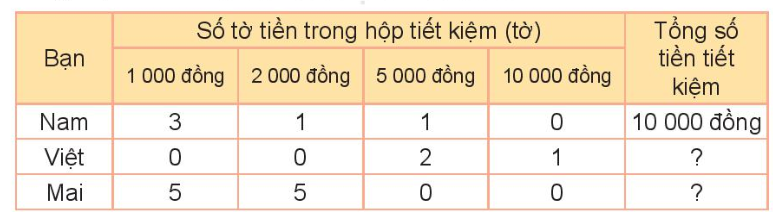 Bạn
Số tờ tiền trong hộp tiết kiệm (tờ)
Tổng số
tiền tiết
kiệm
1 000 đồng 2 000 đồng 5 000 đồng 10 000 đồng
Nam 3 1 1 0 10 000 đồng
Việt 0 0 2 1 ?
Mai 5 5 0 0 ?